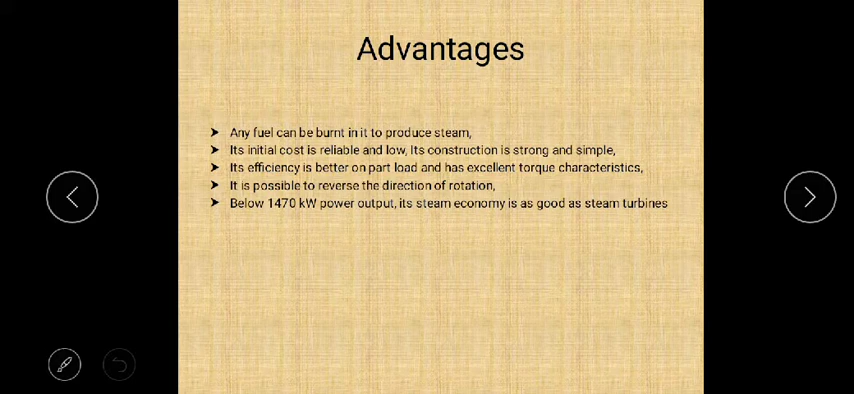 Advantages
Any fuel can be burnt in it to produce steam,
Its initial cost is reliable and low, Its construction is strong and simple,
Its efficiency is better on part load and has excellent torque characteristics,
It is possible to reverse the direction of rotation,
Below 1470 kW power output, its steam economy is as good as steam turbines